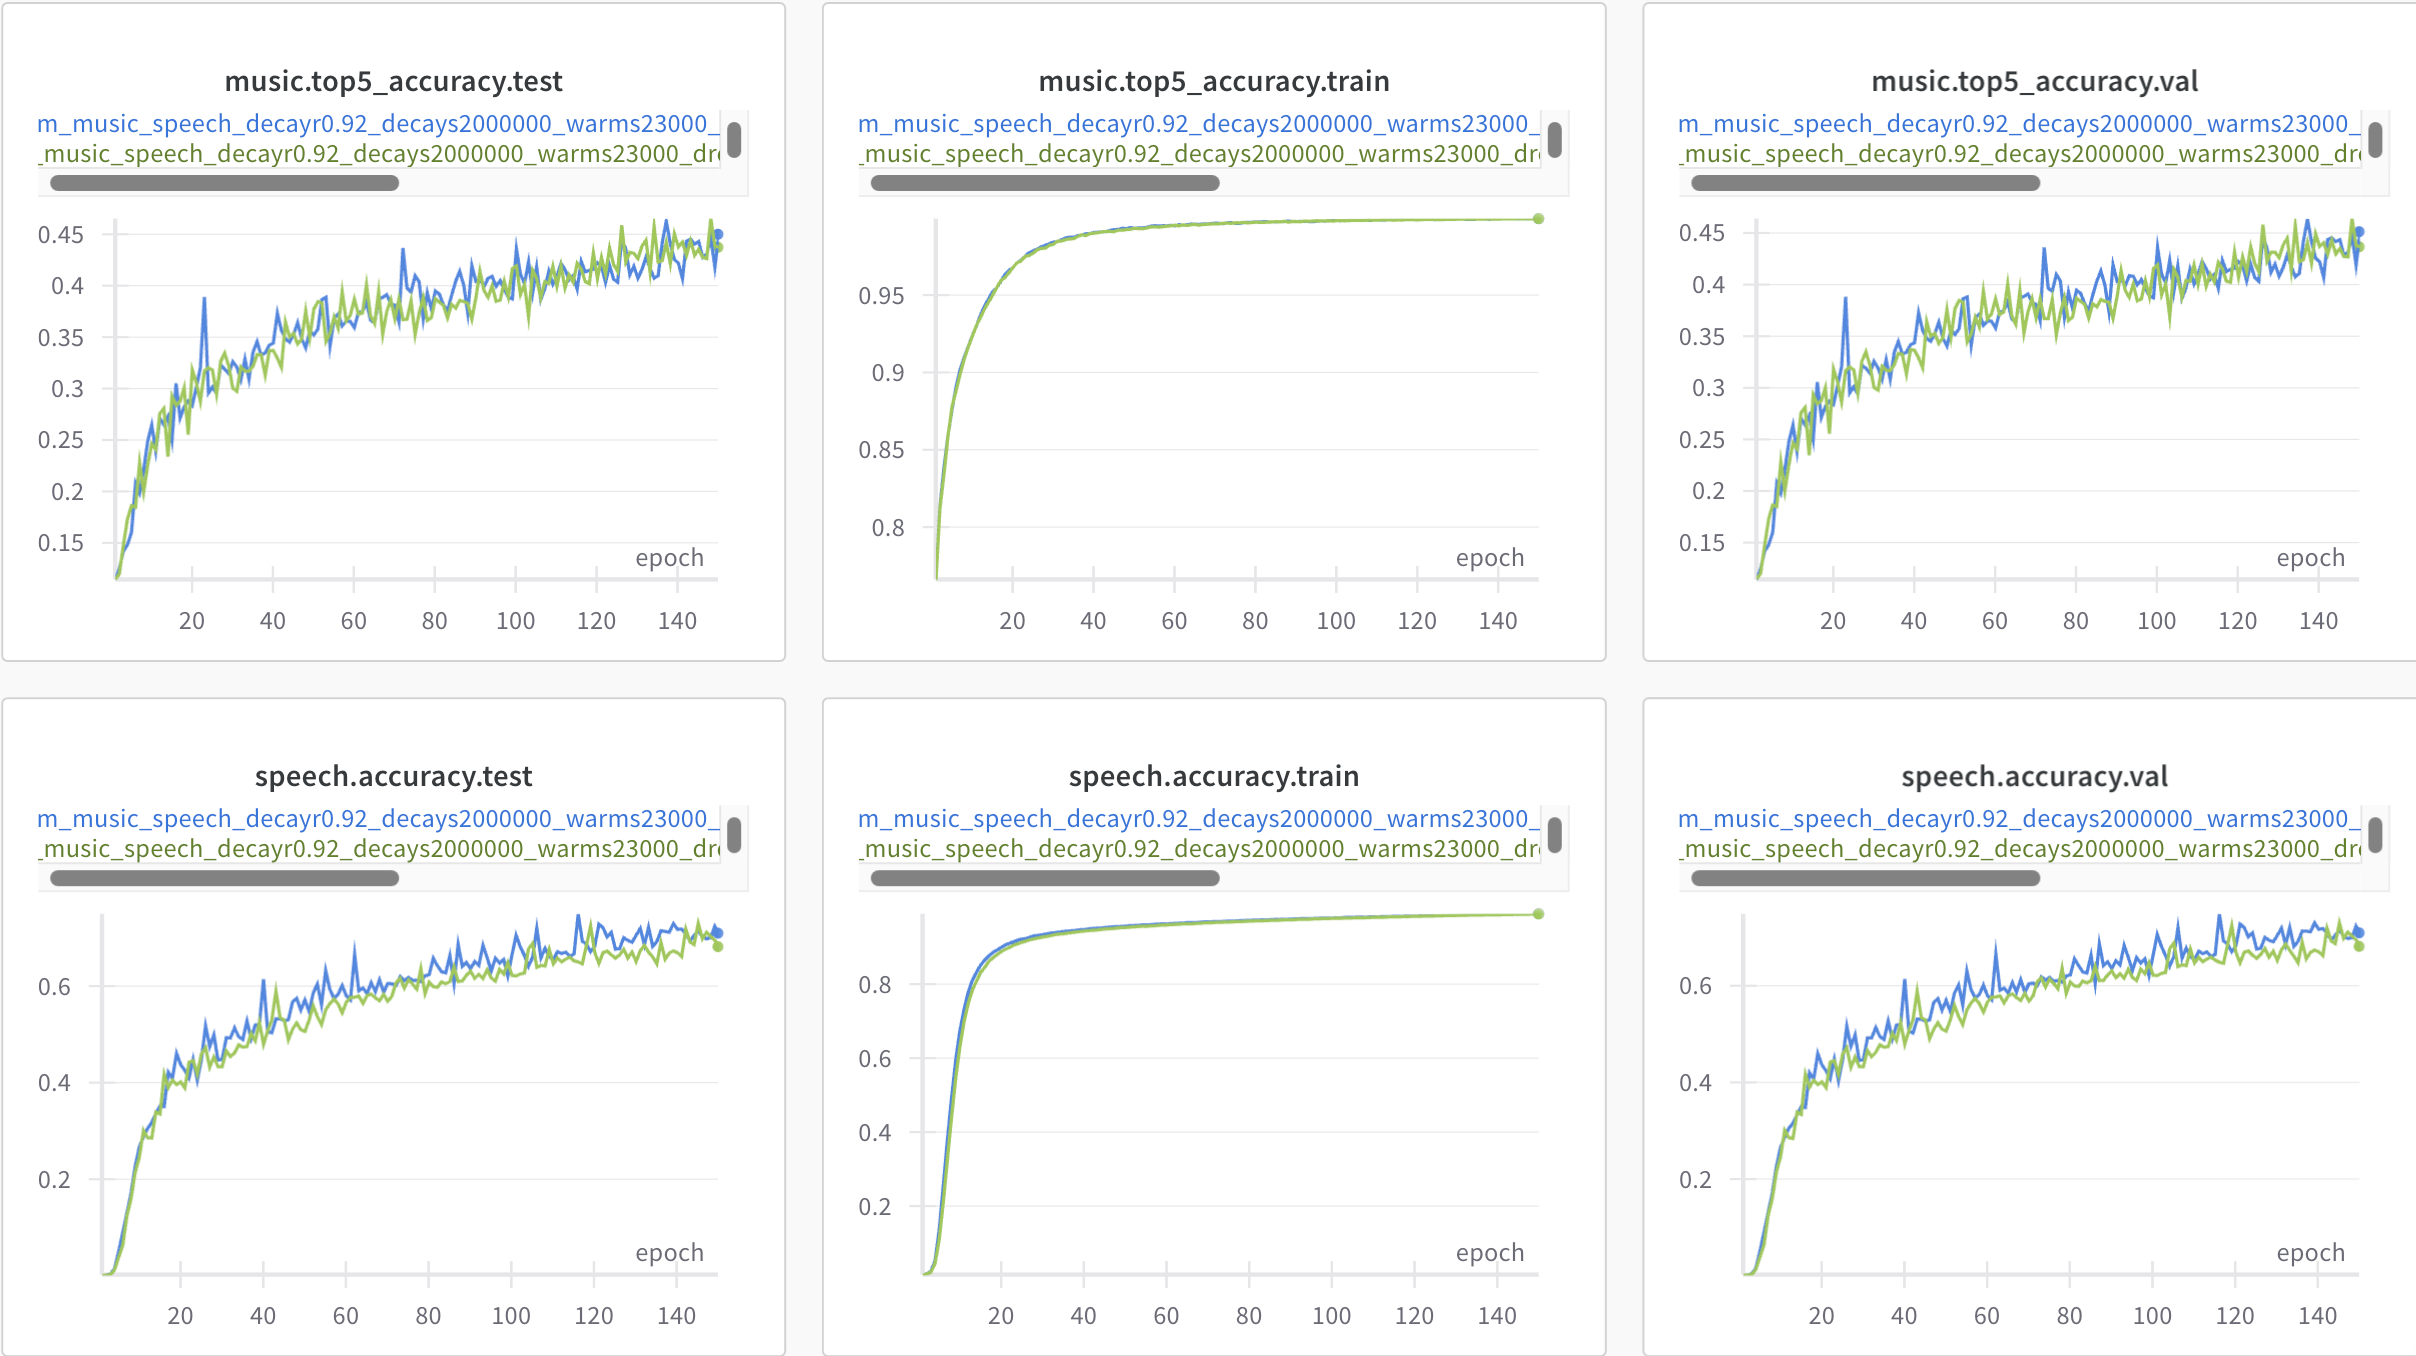 music.top5_accuracy.test
m_music_speech_decayr0.92_decays2000000_warms23000_
_music_speech_decayr0.92_decays2000000_warms23000_dr
0.45
0.4
0.35
0.3
0.25
0.2
0.15
epoch
20 40 60 80 100 120 140
music.top5_accuracy.train
m_music_speech_decayr0.92_decays2000000_warms23000_
_music_speech_decayr0.92_decays2000000_warms23000_dr
0.95
0.9
0.85
0.8
epoch
20 40 60 80 100 120 140
music.top5_accuracy.val
m_music_speech_decayr0.92_decays2000000_warms23000_
_music_speech_decayr0.92_decays2000000_warms23000_dr
0.45
0.4
0.35
0.3
0.25
0.2
0.15
epoch
20 40 60 80 100 120 140
speech.accuracy.test
m_music_speech_decayr0.92_decays2000000_warms23000_
_music_speech_decayr0.92_decays2000000_warms23000_dr
0.6
0.4
0.2
epoch
20 40 60 80 100 120 140
speech.accuracy.train
m_music_speech_decayr0.92_decays2000000_warms23000_
_music_speech_decayr0.92_decays2000000_warms23000_dr
0.8
0.6
0.4
0.2
epoch
20 40 60 80 100 120 140
speech.accuracy.val
m_music_speech_decayr0.92_decays2000000_warms23000_
_music_speech_decayr0.92_decays2000000_warms23000_dr
0.6
0.4
0.2
epoch
20 40 60 80 100 120 140